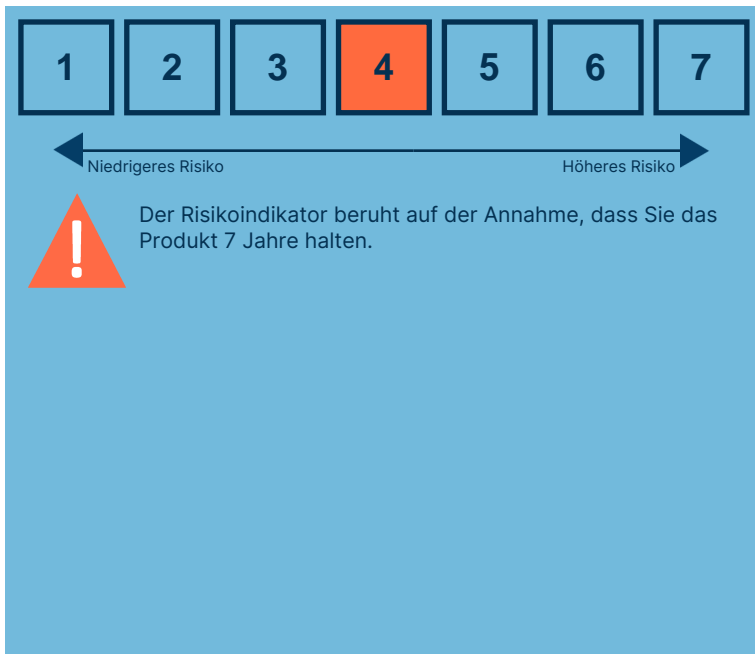 1 2 3 4 5 6 7
Niedrigeres Risiko Höheres Risiko
!
Der Risikoindikator beruht auf der Annahme, dass Sie das
Produkt 7 Jahre halten.